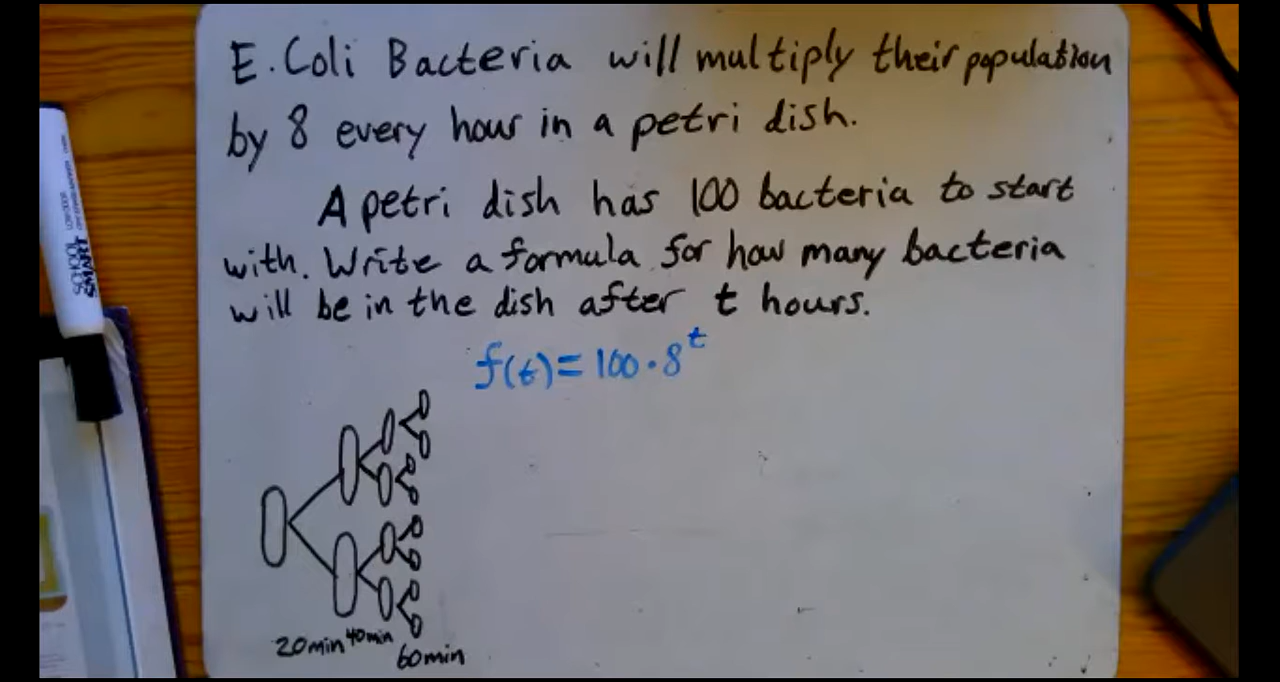 E. Coli Bacteria will multiply their population
by 8 every hour in a petri dish.
A petri dish has 100 bacteria to start
with. Write a formula for how many bacteria
will be in the dish after t hours.
f(t) = 100 · 8^t
20min 40min
60min
SCHOOL
SMART